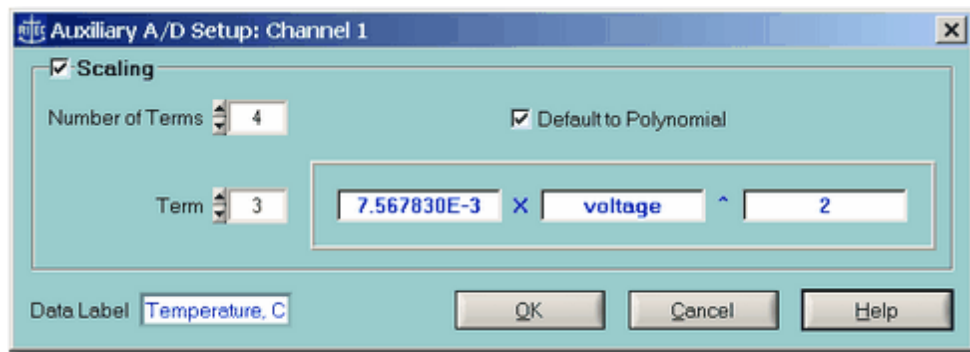 Auxiliary A/D Setup: Channel 1
Scaling
Number of Terms 4 Default to Polynomial
Term 3 7.567830E-3 X voltage ^ 2
Data Label Temperature, C OK Cancel Help